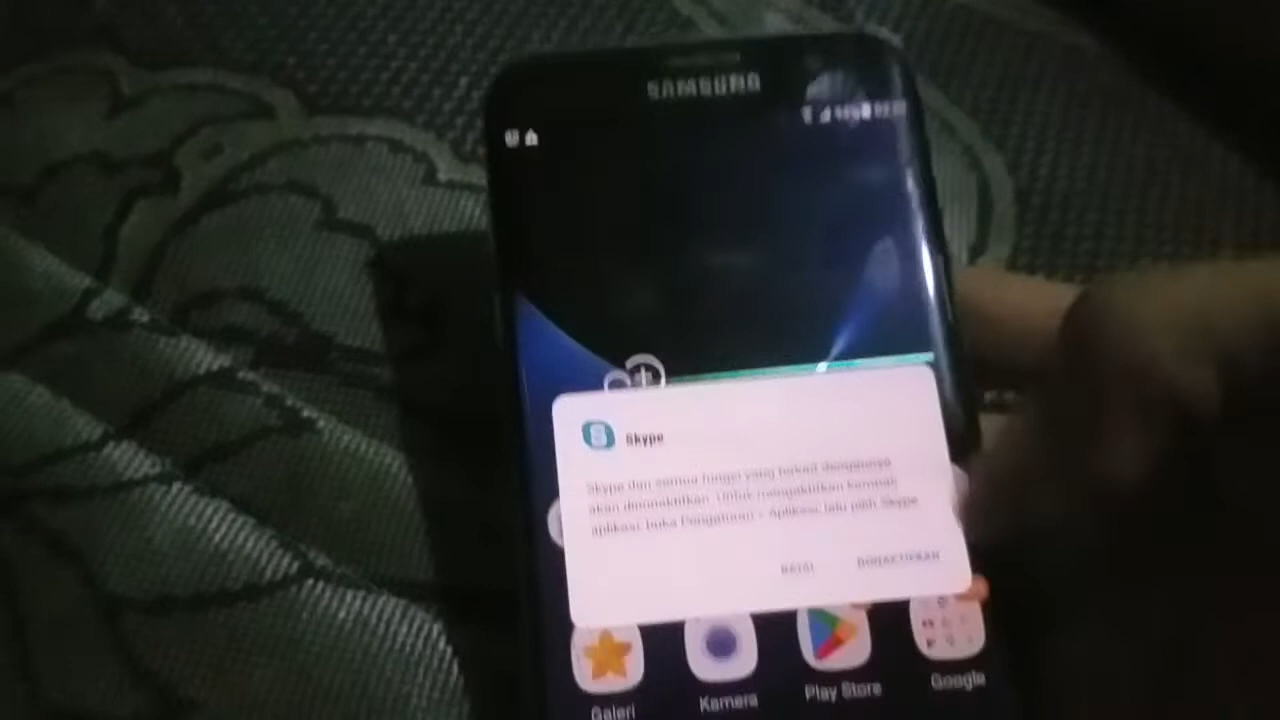 SAMSUNG
Skype
Skype dan semua fungsi yang terkait dengannya
akan dinonaktifkan. Untuk mengaktifkan kembali
aplikasi, buka Pengaturan > Aplikasi, lalu pilih Skype
BATAL DINAKTIFKAN
Galeri Kamera Play Store Google